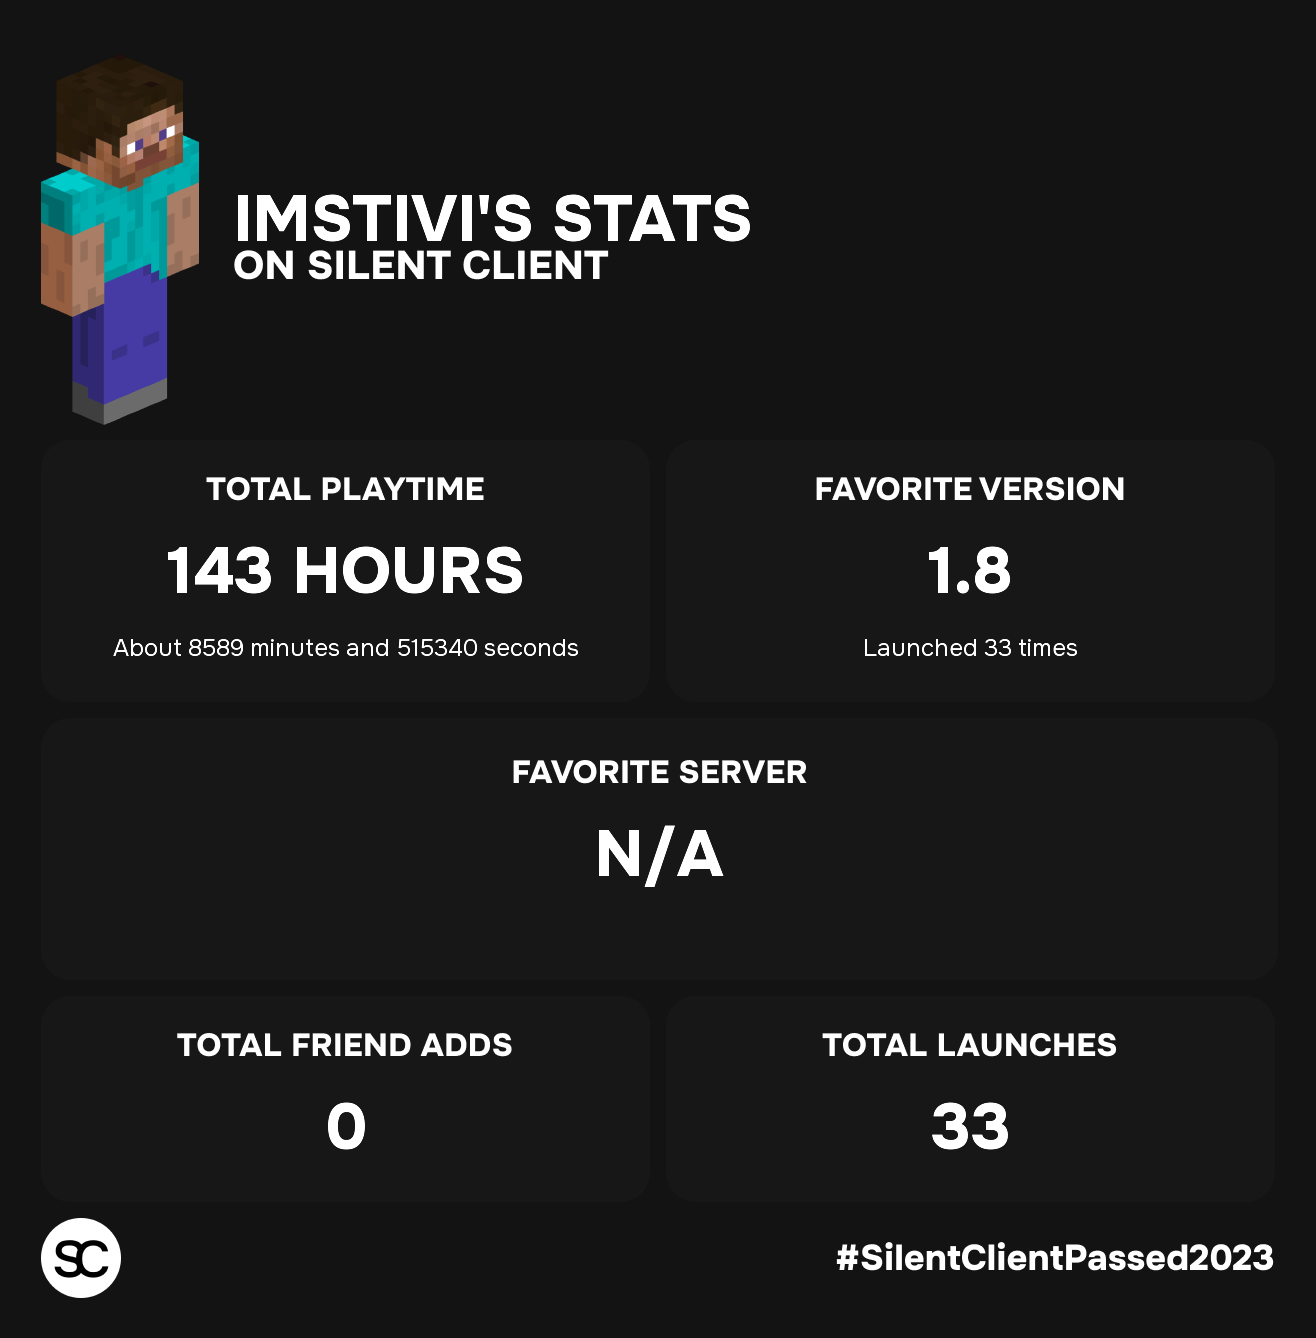 IMSTIVI'S STATS
ON SILENT CLIENT
TOTAL PLAYTIME
143 HOURS
About 8589 minutes and 515340 seconds
FAVORITE VERSION
1.8
Launched 33 times
FAVORITE SERVER
N/A
TOTAL FRIEND ADDS
0
TOTAL LAUNCHES
33
SC
#SilentClientPassed2023